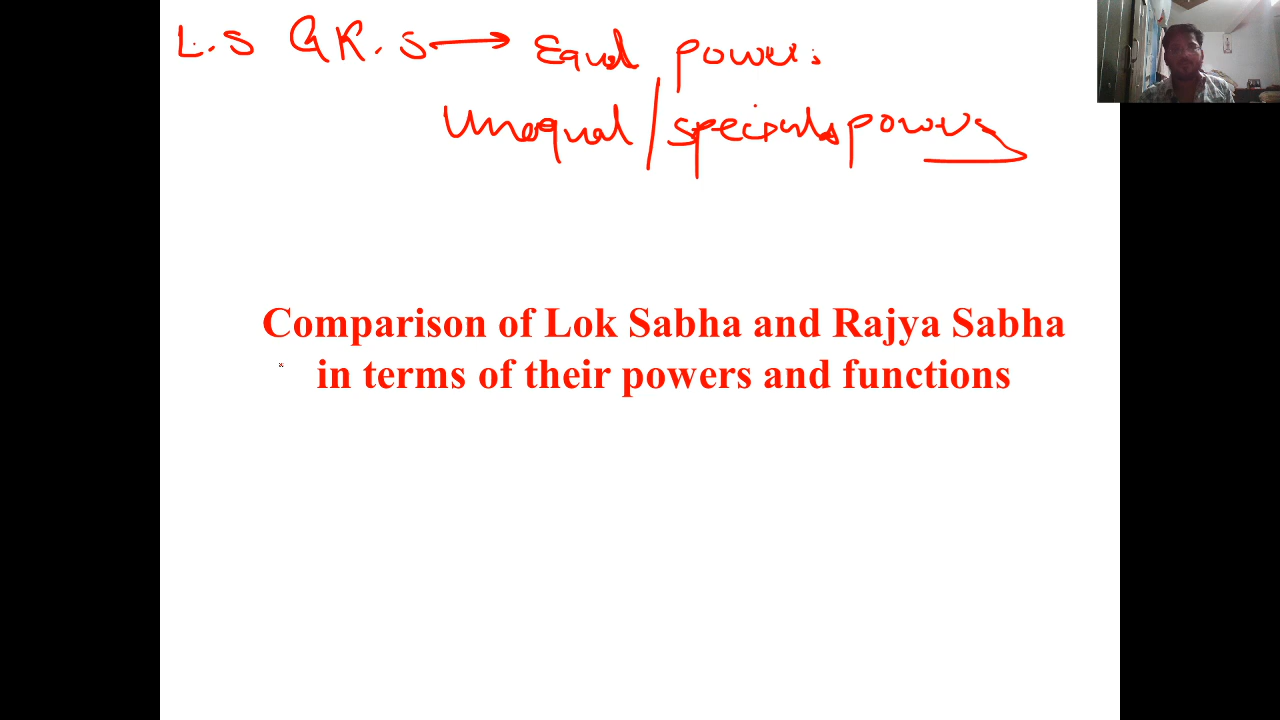 L.S & R.S → Equal powers
Unequal / special powers
Comparison of Lok Sabha and Rajya Sabha
in terms of their powers and functions